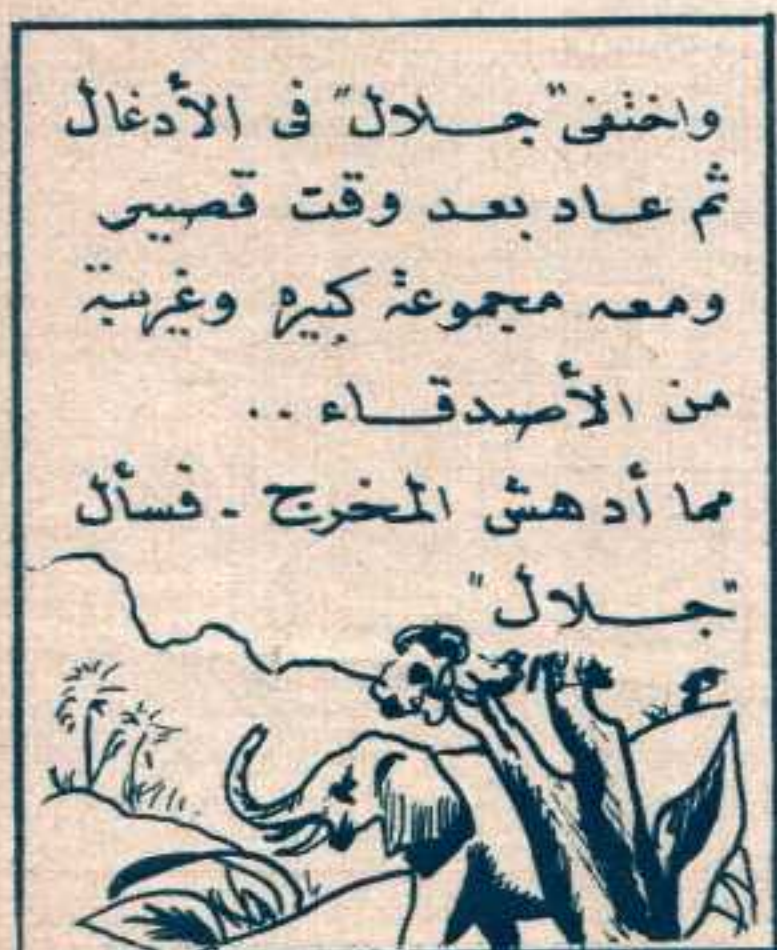 واختفى "جلال" فى الأدغال
ثم عاد بعد وقت قصير
ومعه مجموعة كبيره وغريبة
من الأصدقاء ..
مما أدهش المخرج - فسأل
"جلال"